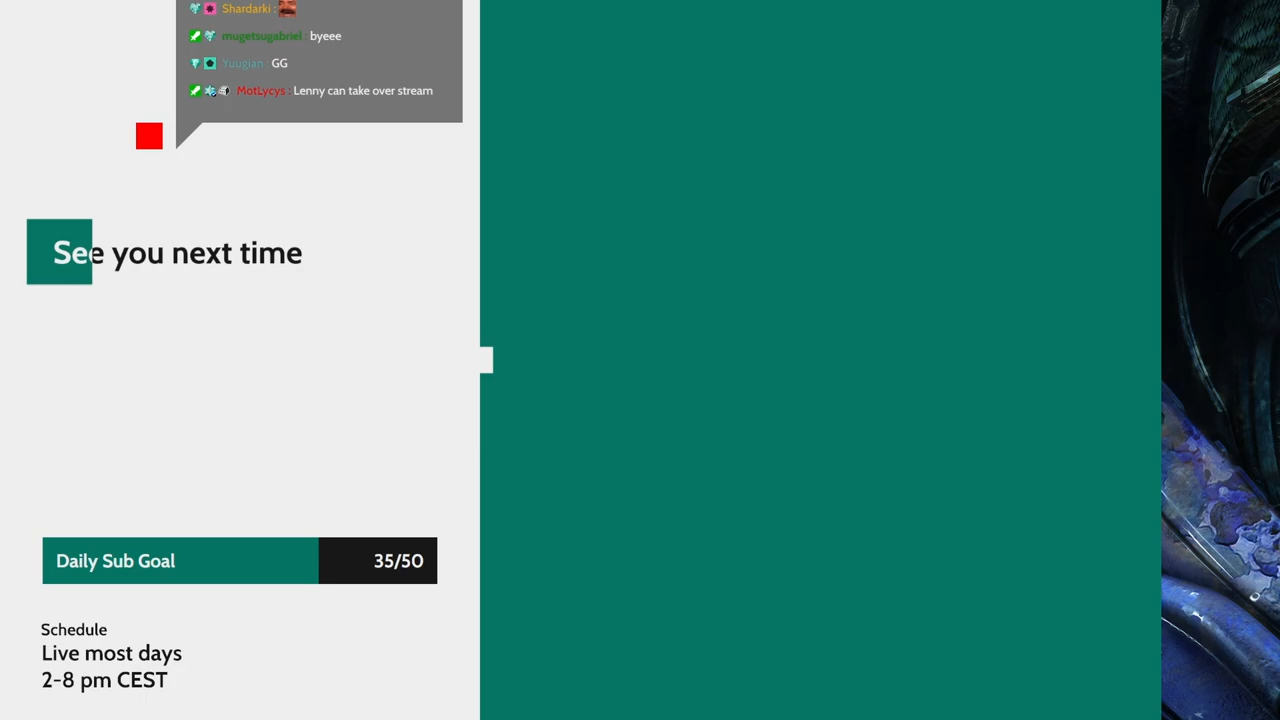 Shardarki :
mugetsugabriel : byeee
Yuugian : GG
MotLycys : Lenny can take over stream
See you next time
Daily Sub Goal 35/50
Schedule
Live most days
2-8 pm CEST